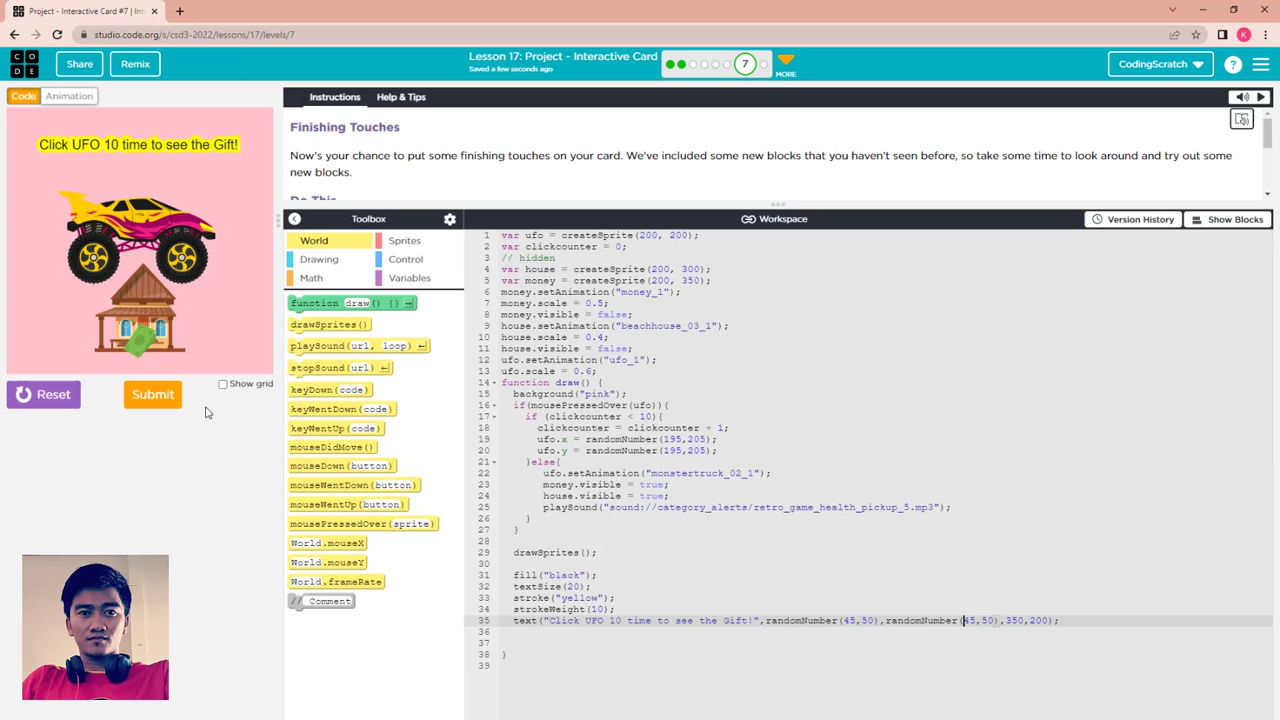 Project - Interactive Card #7 | Int
studio.code.org/s/csd3-2022/lessons/17/levels/7
K
CO
DE
Share
Remix
Lesson 17: Project - Interactive Card
Saved a few seconds ago
7
MORE
CodingScratch
?
Code
Animation
Instructions
Help & Tips
Click UFO 10 time to see the Gift!
Finishing Touches
Now's your chance to put some finishing touches on your card. We've included some new blocks that you haven't seen before, so take some time to look around and try out some
new blocks.
Do This
Toolbox
Workspace
Version History
Show Blocks
World
Sprites
Drawing
Control
Math
Variables
function draw() { }
drawSprites()
playSound(url, loop)
stopSound(url)
keyDown(code)
keyWentDown(code)
keyWentUp(code)
mouseDidMove()
mouseDown(button)
mouseWentDown(button)
mouseWentUp(button)
mousePressedOver(sprite)
World.mouseX
World.mouseY
World.frameRate
// Comment
Reset
Submit
Show grid
1 var ufo = createSprite(200, 200);
2 var clickcounter = 0;
3 // hidden
4 var house = createSprite(200, 300);
5 var money = createSprite(200, 350);
6 money.setAnimation("money_1");
7 money.scale = 0.5;
8 money.visible = false;
9 house.setAnimation("beachhouse_03_1");
10 house.scale = 0.4;
11 house.visible = false;
12 ufo.setAnimation("ufo_1");
13 ufo.scale = 0.6;
14 function draw() {
15 background("pink");
16 if(mousePressedOver(ufo)){
17 if (clickcounter < 10){
18 clickcounter = clickcounter + 1;
19 ufo.x = randomNumber(195,205);
20 ufo.y = randomNumber(195,205);
21 }else{
22 ufo.setAnimation("monstertruck_02_1");
23 money.visible = true;
24 house.visible = true;
25 playSound("sound://category_alerts/retro_game_health_pickup_5.mp3");
26 }
27 }
28
29 drawSprites();
30
31 fill("black");
32 textSize(20);
33 stroke("yellow");
34 strokeWeight(10);
35 text("Click UFO 10 time to see the Gift!",randomNumber(45,50),randomNumber(45,50),350,200);
36
37
38 }
39